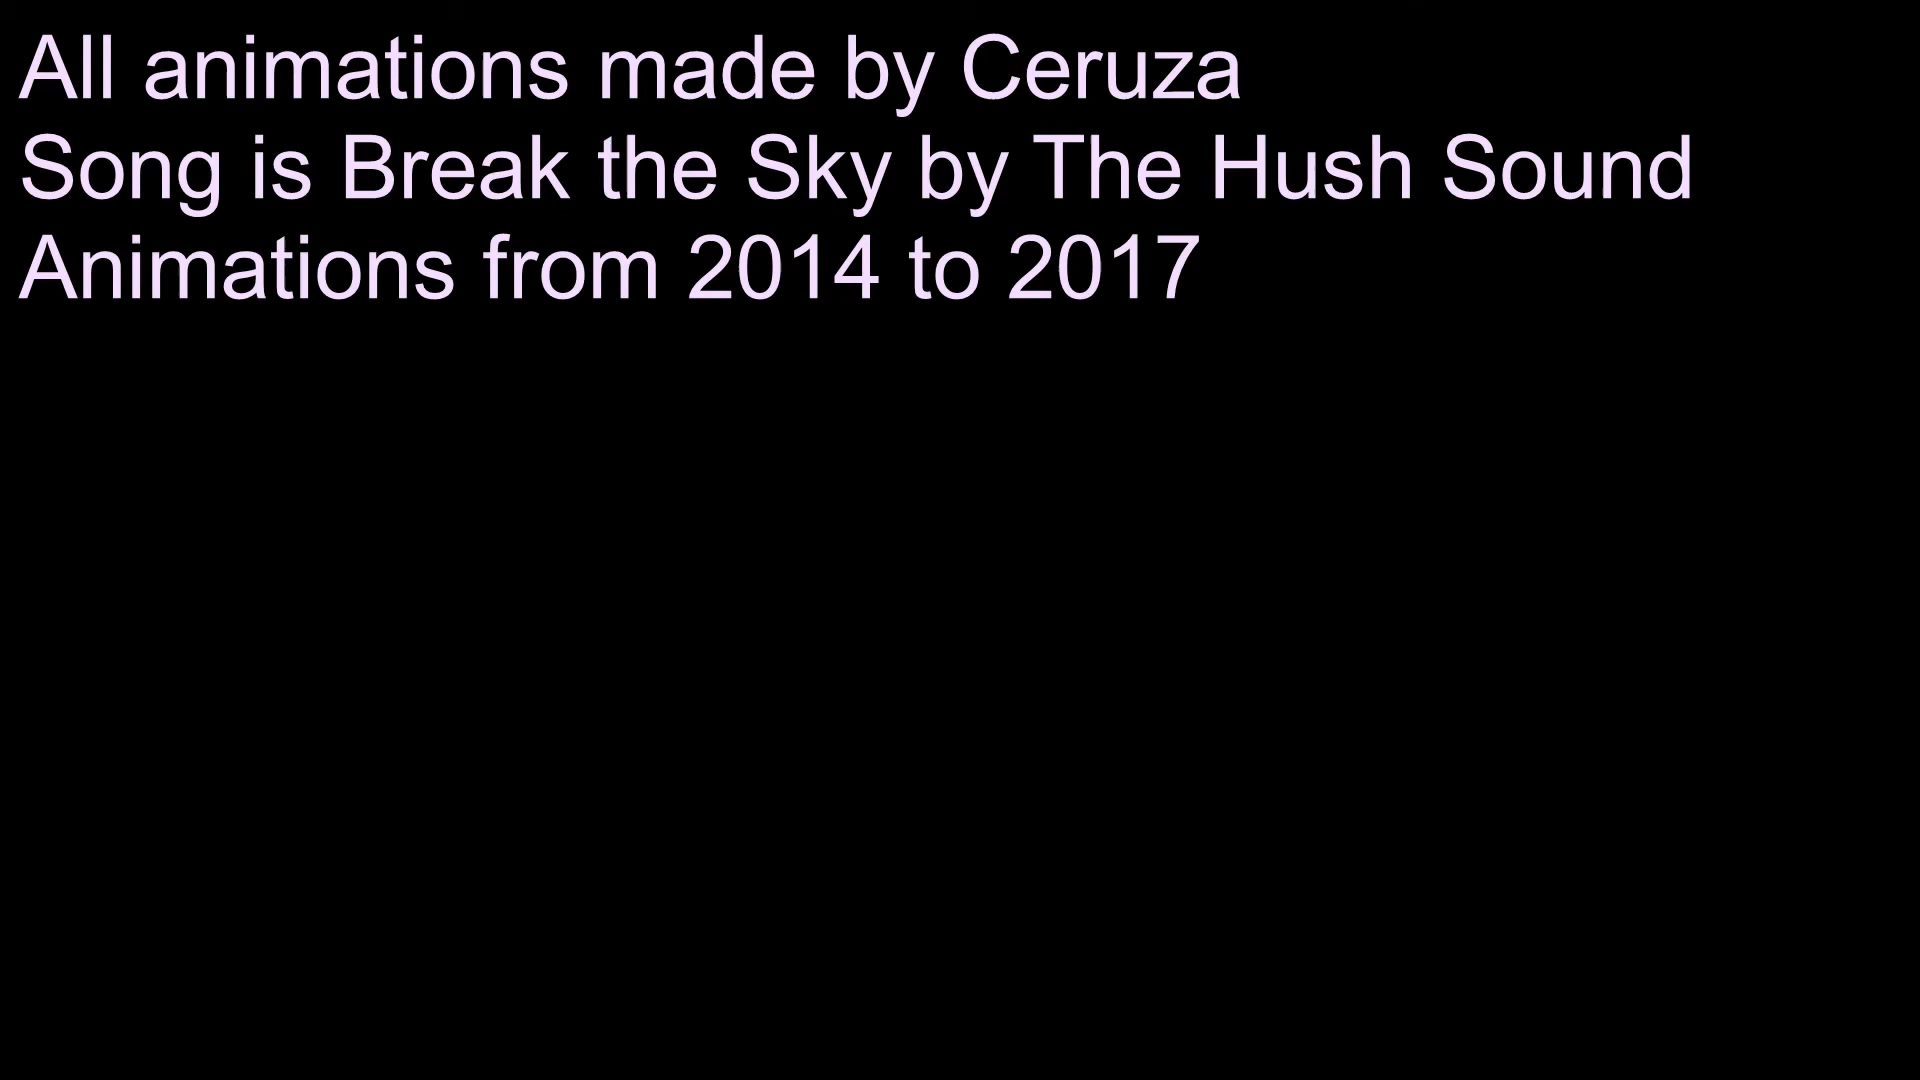 All animations made by Ceruza
Song is Break the Sky by The Hush Sound
Animations from 2014 to 2017